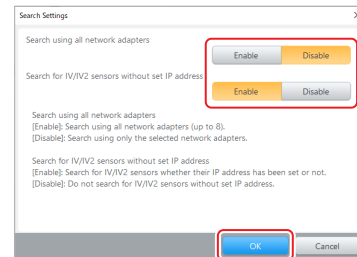 Search Settings
Search using all network adapters
Enable Disable
Search for IV/IV2 sensors without set IP address
Enable Disable
Search using all network adapters
[Enable]: Search using all network adapters (up to 8).
[Disable]: Search using only the selected network adapters.
Search for IV/IV2 sensors without set IP address
[Enable]: Search for IV/IV2 sensors whether their IP address has been set or not.
[Disable]: Do not search for IV/IV2 sensors without set IP address.
OK Cancel